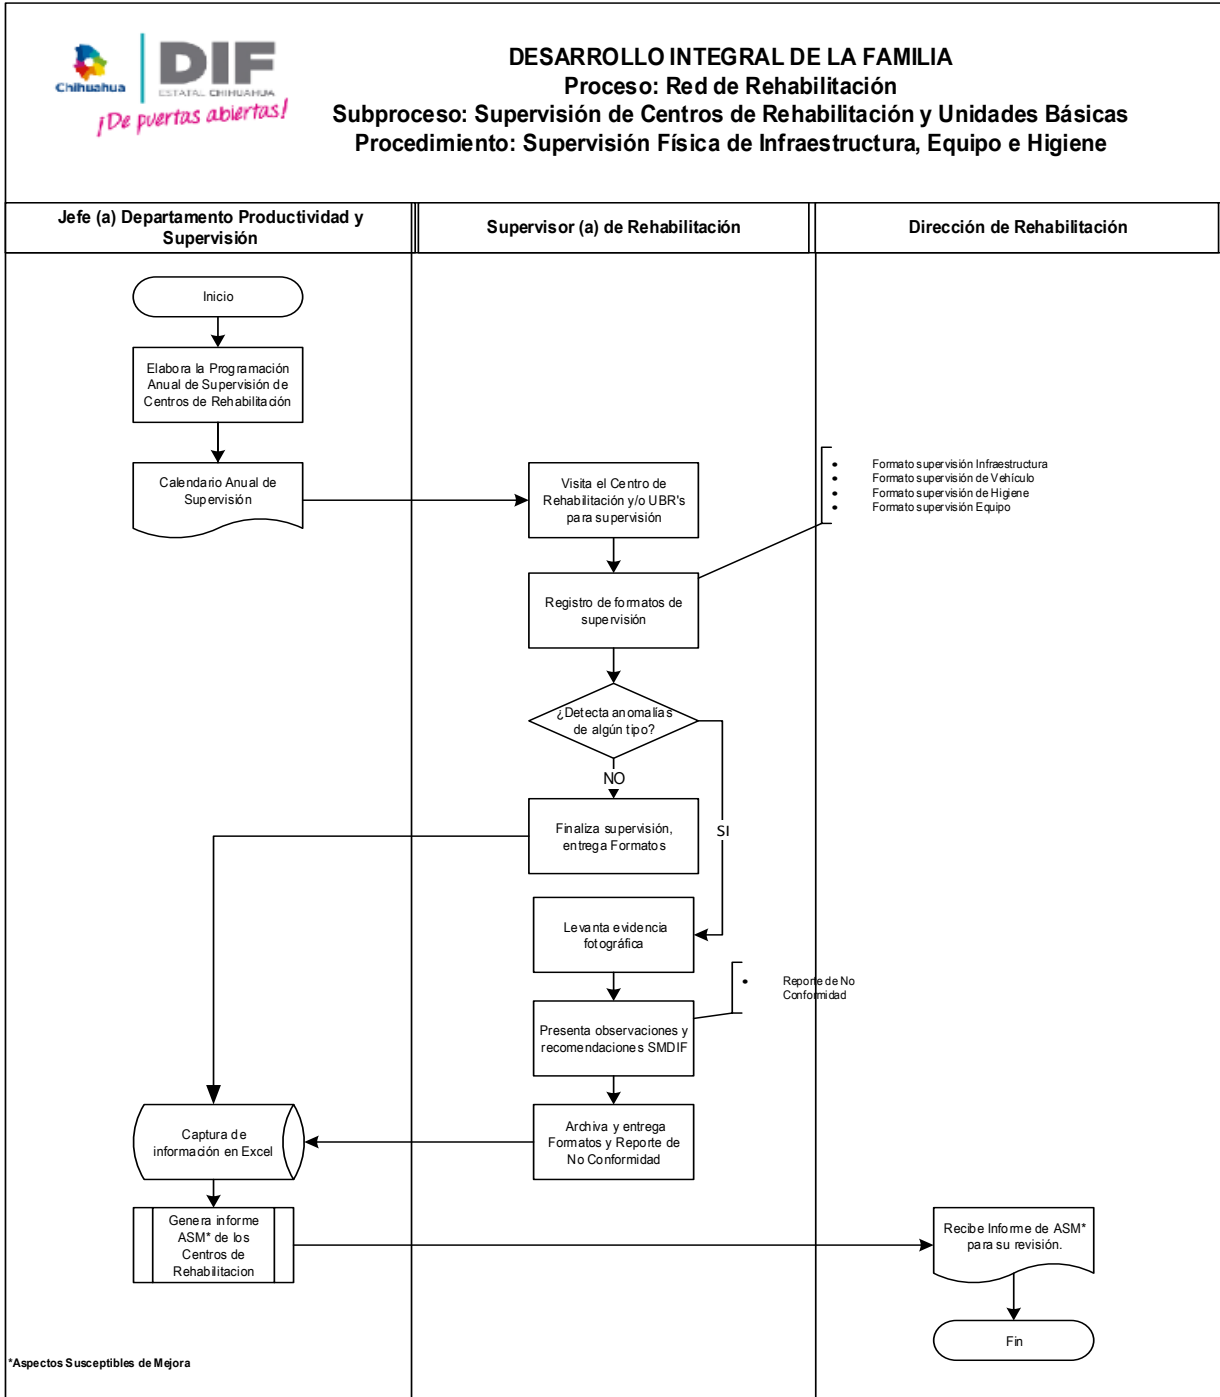 Chihuahua
DIF
ESTATAL CHIHUAHUA
¡De puertas abiertas!
DESARROLLO INTEGRAL DE LA FAMILIA
Proceso: Red de Rehabilitación
Subproceso: Supervisión de Centros de Rehabilitación y Unidades Básicas
Procedimiento: Supervisión Física de Infraestructura, Equipo e Higiene
Jefe (a) Departamento Productividad y
Supervisión
Supervisor (a) de Rehabilitación
Dirección de Rehabilitación
Inicio
Elabora la Programación
Anual de Supervisión de
Centros de Rehabilitación
Calendario Anual de
Supervisión
Visita el Centro de
Rehabilitación y/o UBR's
para supervisión
• Formato supervisión Infraestructura
• Formato supervisión de Vehículo
• Formato supervisión de Higiene
• Formato supervisión Equipo
Registro de formatos de
supervisión
¿Detecta anomalías
de algún tipo?
NO
SI
Finaliza supervisión,
entrega Formatos
Levanta evidencia
fotográfica
• Reporte de No
Conformidad
Presenta observaciones y
recomendaciones SMDIF
Archiva y entrega
Formatos y Reporte de
No Conformidad
Captura de
información en Excel
Genera informe
ASM* de los
Centros de
Rehabilitacion
Recibe Informe de ASM*
para su revisión.
Fin
*Aspectos Susceptibles de Mejora